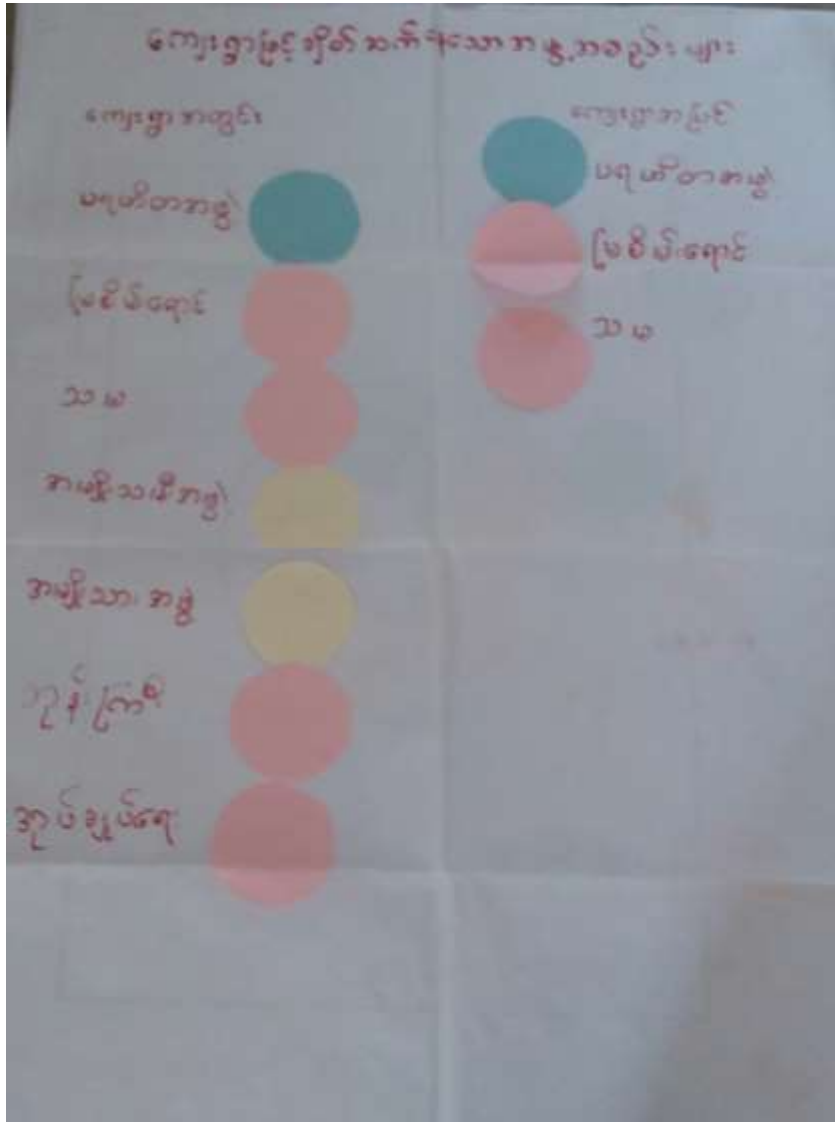 ကျေးရွာဖြင့်ချိတ်ဆက်ရသောအဖွဲ့အစည်းများ
ကျေးရွာအတွင်း
ပရဟိတအဖွဲ့
မြစိမ်းရောင်
သမ
အမျိုးသမီးအဖွဲ့
အမျိုးသားအဖွဲ့
ဘုန်းကြီး
အုပ်ချုပ်ရေး
ကျေးရွာအပြင်
ပရဟိတအဖွဲ့
မြစိမ်းရောင်
သမ